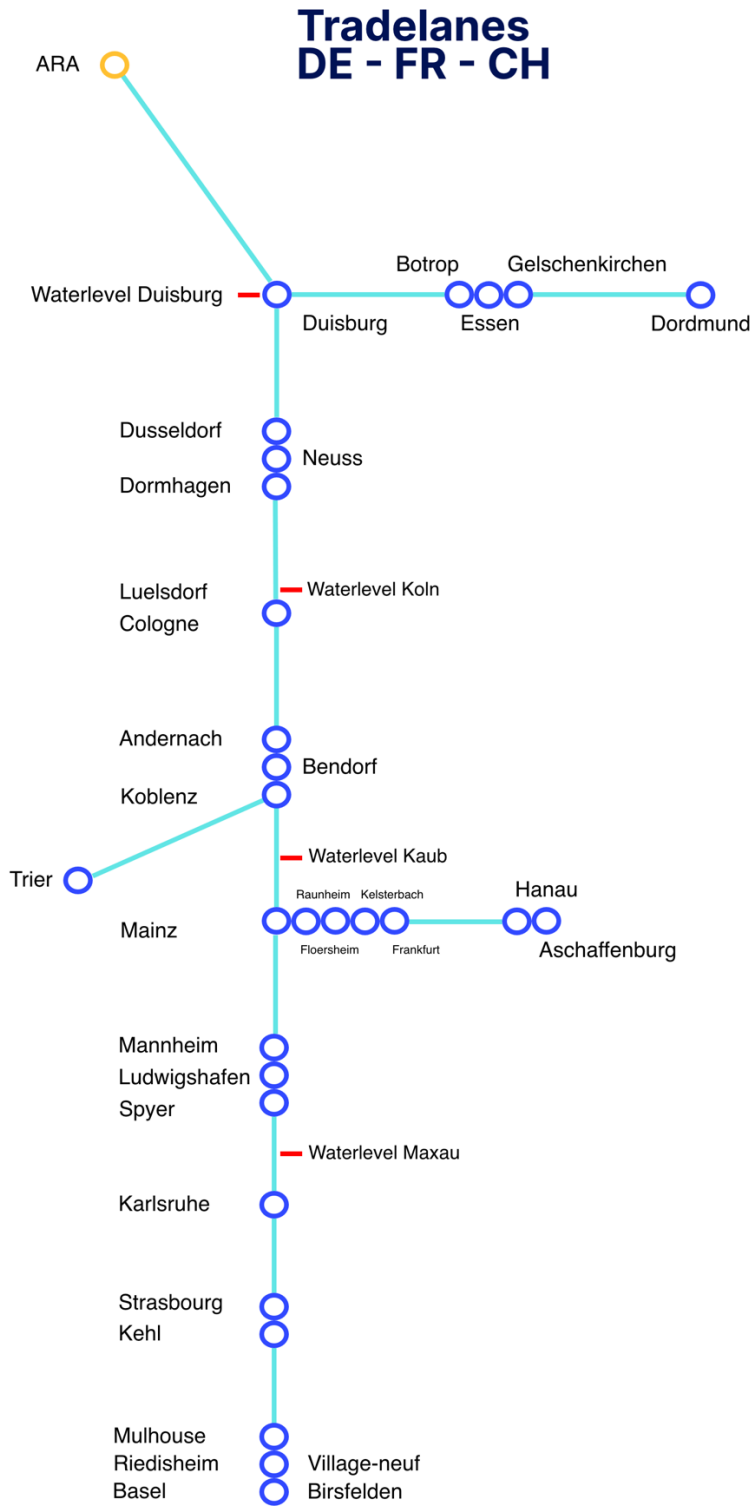 Tradelanes
DE - FR - CH
ARA
Botrop
Gelschenkirchen
Waterlevel Duisburg
Duisburg
Essen
Dordmund
Dusseldorf
Neuss
Dormhagen
Luelsdorf
Waterlevel Koln
Cologne
Andernach
Bendorf
Koblenz
Waterlevel Kaub
Trier
Raunheim
Kelsterbach
Hanau
Mainz
Floersheim
Frankfurt
Aschaffenburg
Mannheim
Ludwigshafen
Spyer
Waterlevel Maxau
Karlsruhe
Strasbourg
Kehl
Mulhouse
Riedisheim
Village-neuf
Basel
Birsfelden